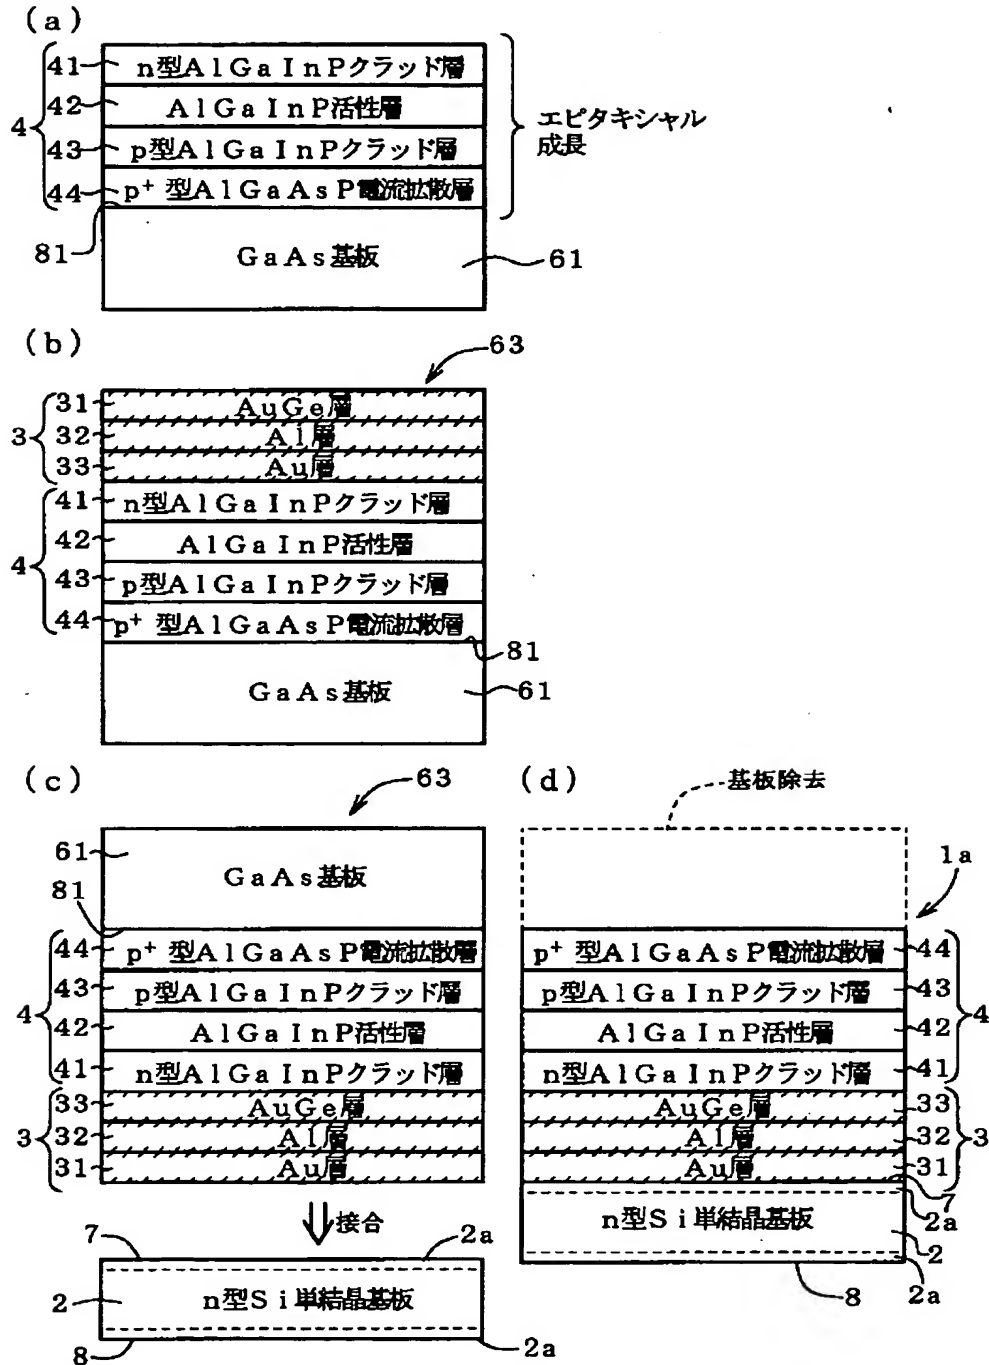 (a)
41 n型AlGaInPクラッド層
42 AlGaInP活性層
4
43 p型AlGaInPクラッド層
44 p⁺型AlGaAsP電流拡散層
エピタキシャル
成長
81
GaAs基板 61
(b)
63
31 AuGe層
3 32 Al層
33 Au層
41 n型AlGaInPクラッド層
42 AlGaInP活性層
4
43 p型AlGaInPクラッド層
44 p⁺型AlGaAsP電流拡散層
81
GaAs基板 61
(c)
63
61
GaAs基板
81
44 p⁺型AlGaAsP電流拡散層
43 p型AlGaInPクラッド層
4
42 AlGaInP活性層
41 n型AlGaInPクラッド層
33 AuGe層
3 32 Al層
31 Au層
接合
7 2a
2 n型Si単結晶基板
8 2a
(d)
基板除去
1a
p⁺型AlGaAsP電流拡散層 44
p型AlGaInPクラッド層 43
4
AlGaInP活性層 42
n型AlGaInPクラッド層 41
AuGe層 33
Al層 32 3
Au層 31
7
2a
n型Si単結晶基板
2
2a
8